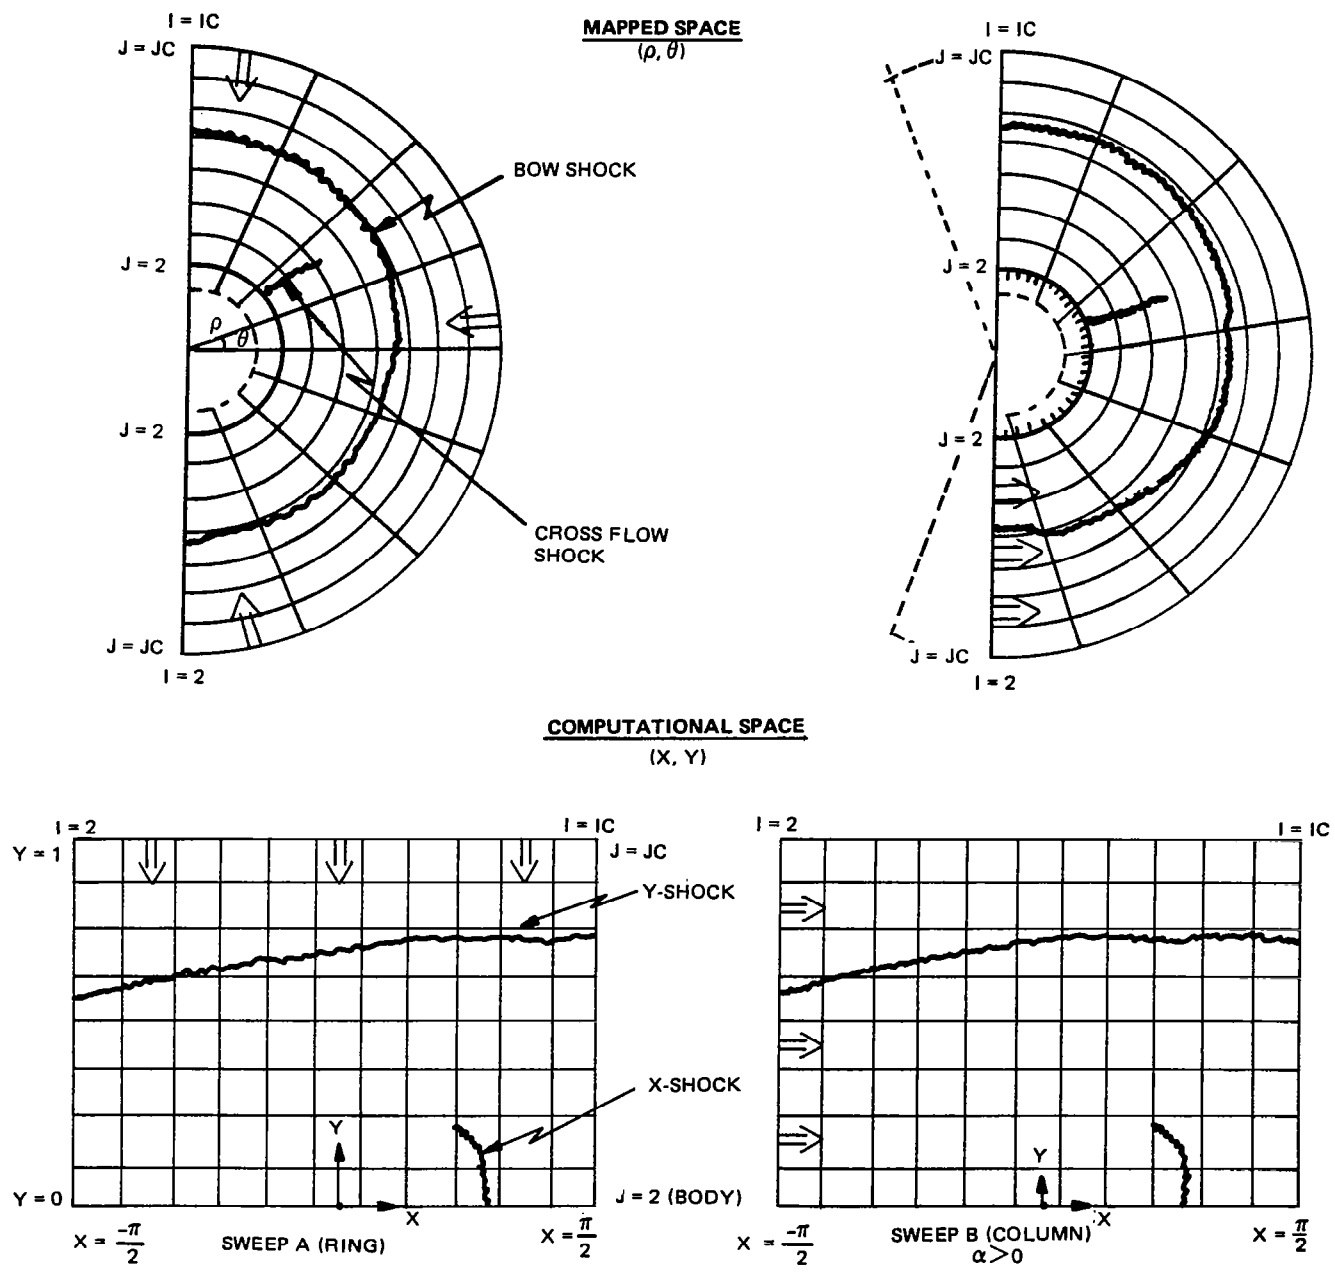 MAPPED SPACE
(ρ, θ)
I = IC
J = JC
BOW SHOCK
J = 2
ρ
θ
J = 2
CROSS FLOW
SHOCK
J = JC
I = 2
I = IC
J = JC
J = 2
J = 2
J = JC
I = 2
COMPUTATIONAL SPACE
(X, Y)
I = 2
I = IC
Y = 1
J = JC
Y-SHOCK
X-SHOCK
Y
Y = 0
J = 2 (BODY)
X
X = -π/2
SWEEP A (RING)
X = π/2
I = 2
I = IC
Y
X
X = -π/2
SWEEP B (COLUMN)
α > 0
X = π/2